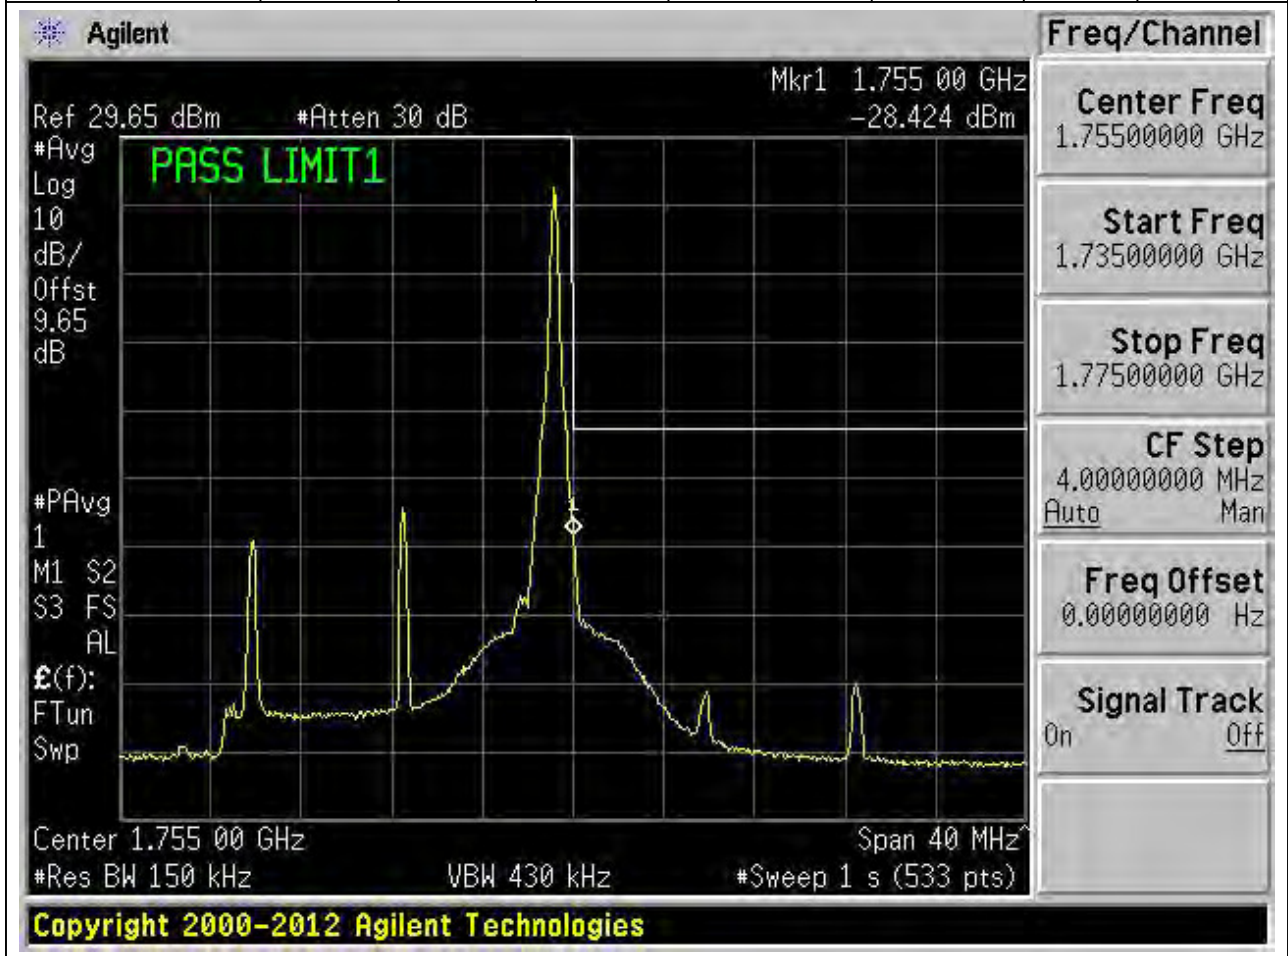 Agilent
Freq/Channel
Mkr1 1.755 00 GHz
Ref 29.65 dBm #Atten 30 dB -28.424 dBm
#Avg
Log
10
dB/
Offst
9.65
dB
PASS LIMIT1
1
#PAvg
1
M1 S2
S3 FS
AL
£(f):
FTun
Swp
Center 1.755 00 GHz Span 40 MHz^
#Res BW 150 kHz VBW 430 kHz #Sweep 1 s (533 pts)
Copyright 2000-2012 Agilent Technologies
Center Freq
1.75500000 GHz
Start Freq
1.73500000 GHz
Stop Freq
1.77500000 GHz
CF Step
4.00000000 MHz
Auto Man
Freq Offset
0.00000000 Hz
Signal Track
On Off